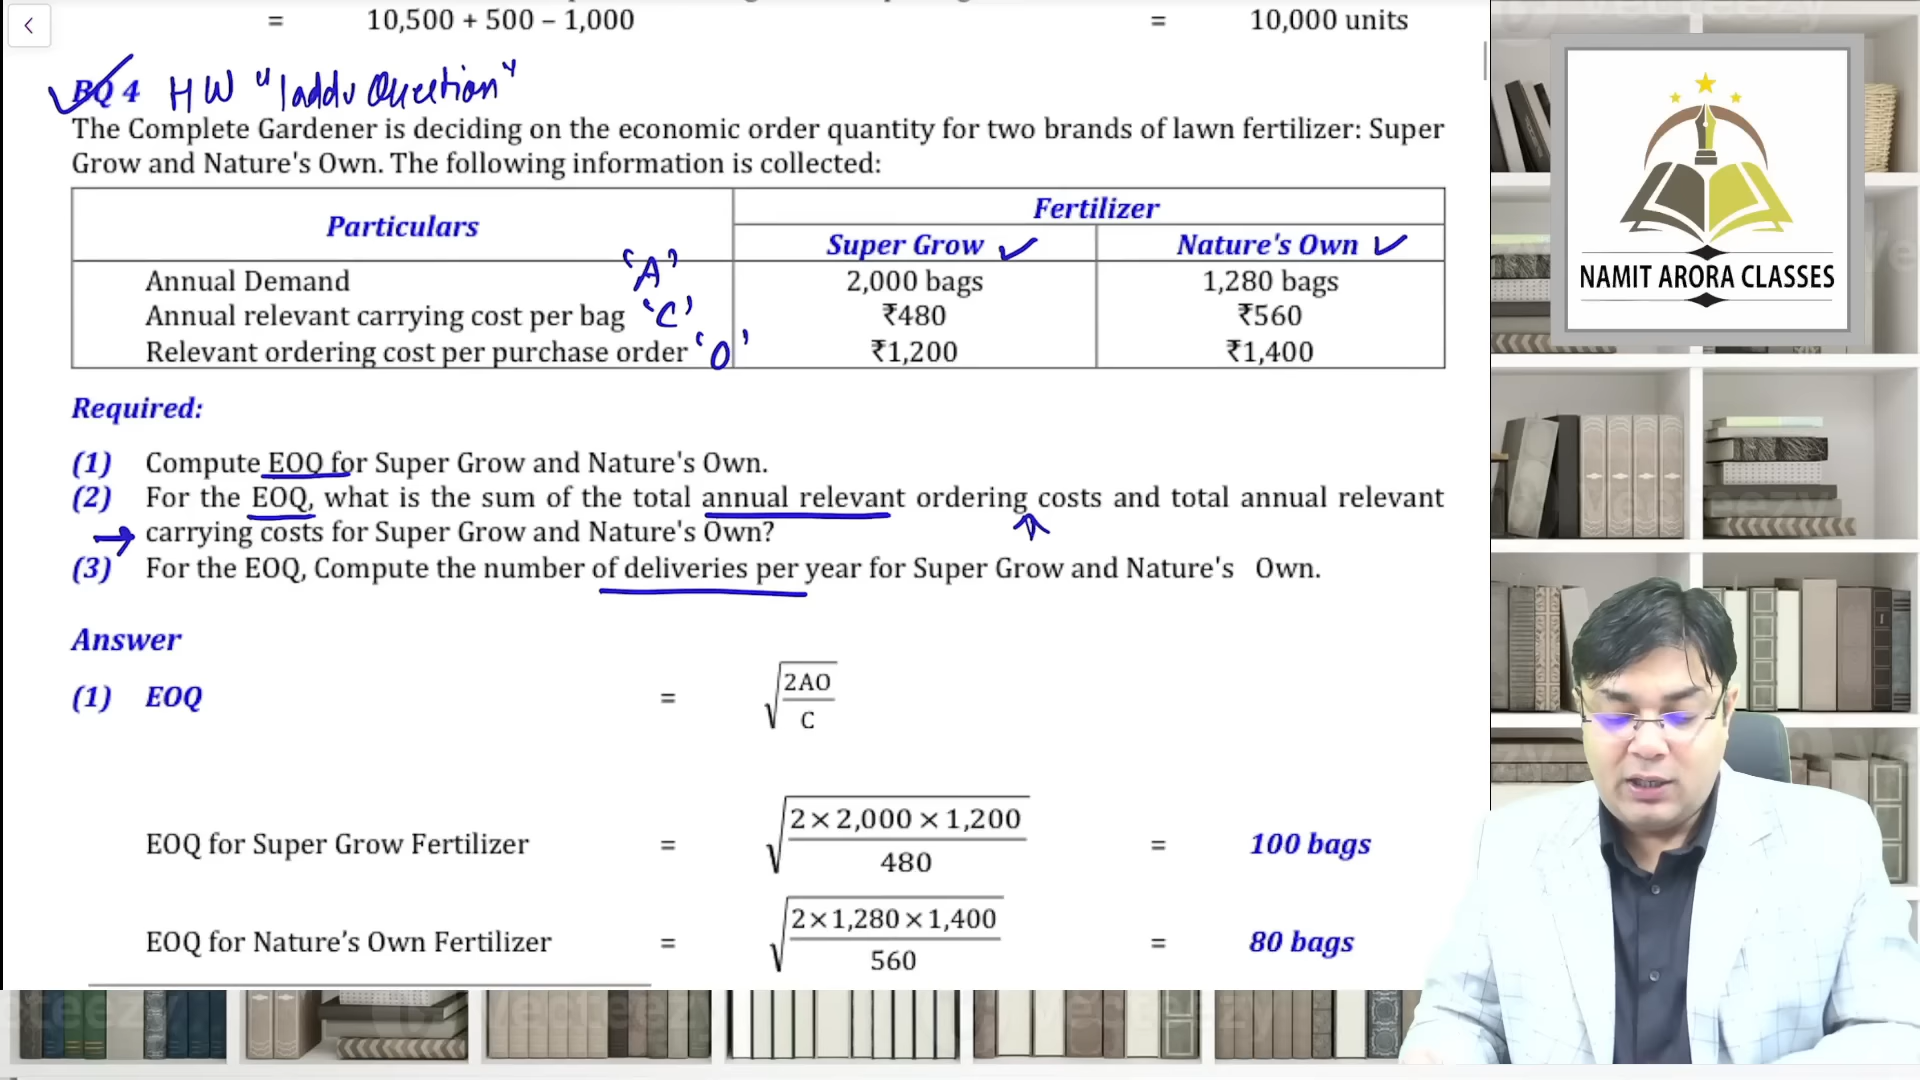 = 10,500 + 500 – 1,000 = 10,000 units
BQ 4 HW "laddu Question"
The Complete Gardener is deciding on the economic order quantity for two brands of lawn fertilizer: Super
Grow and Nature's Own. The following information is collected:
Particulars Fertilizer
Super Grow Nature's Own
Annual Demand 'A' 2,000 bags 1,280 bags
Annual relevant carrying cost per bag 'C' ₹480 ₹560
Relevant ordering cost per purchase order 'O' ₹1,200 ₹1,400
Required:
(1) Compute EOQ for Super Grow and Nature's Own.
(2) For the EOQ, what is the sum of the total annual relevant ordering costs and total annual relevant
carrying costs for Super Grow and Nature's Own?
(3) For the EOQ, Compute the number of deliveries per year for Super Grow and Nature's Own.
Answer
(1) EOQ = √ 2AO
C
EOQ for Super Grow Fertilizer = √ 2 × 2,000 × 1,200 = 100 bags
480
EOQ for Nature’s Own Fertilizer = √ 2×1,280×1,400 = 80 bags
560
NAMIT ARORA CLASSES